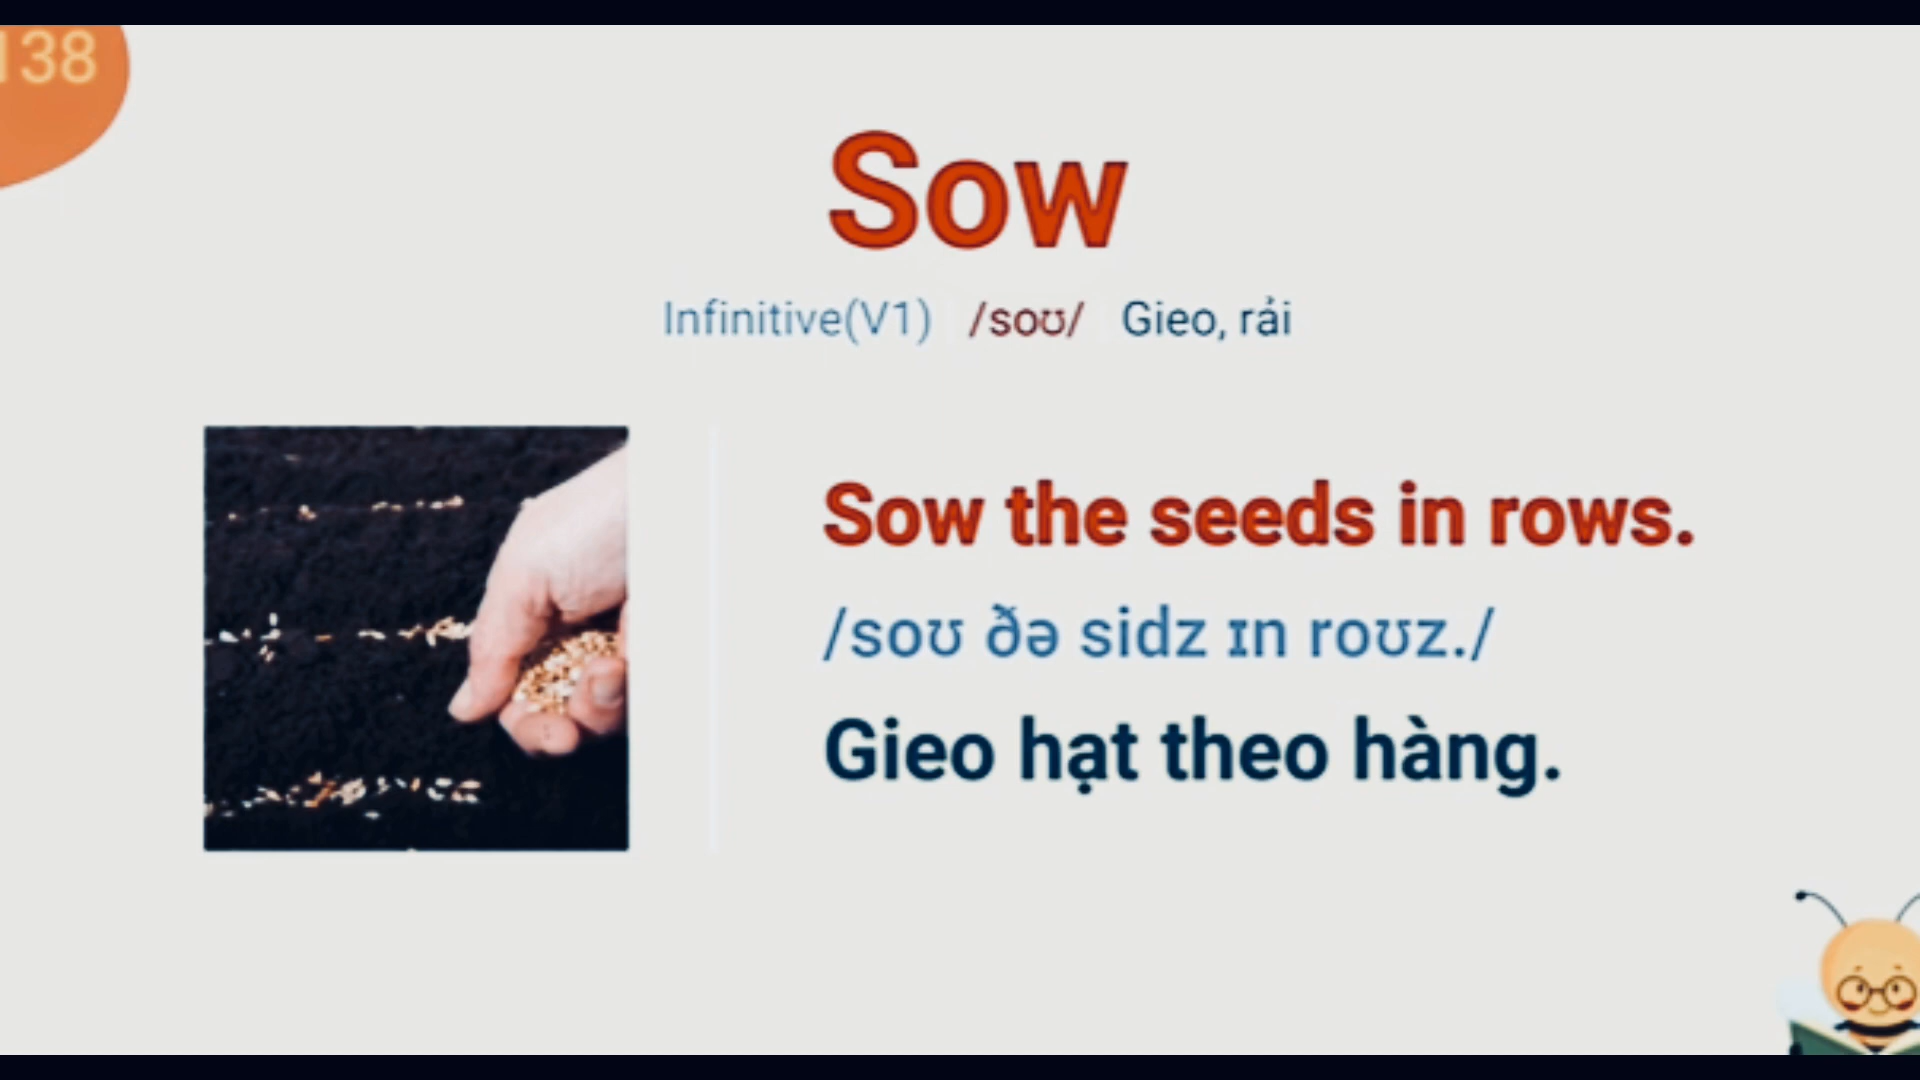 138
Sow
Infinitive(V1) /soʊ/ Gieo, rải
Sow the seeds in rows.
/soʊ ðə sidz ɪn roʊz./
Gieo hạt theo hàng.